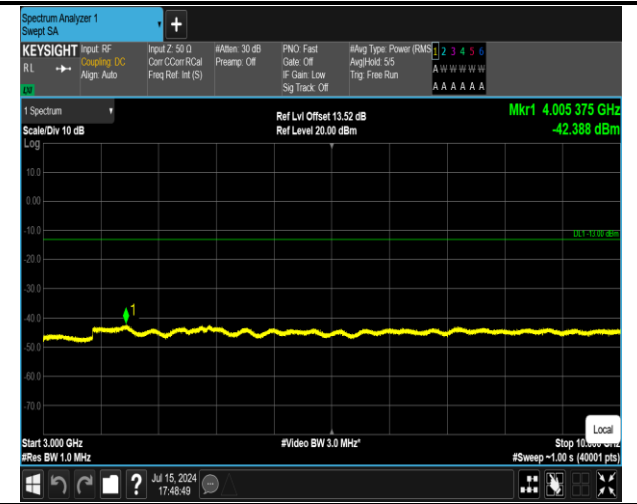 Spectrum Analyzer 1
Swept SA
+
KEYSIGHT
RL
LXI
Input: RF
Coupling: DC
Align: Auto
Input Z: 50 Ω
Corr CCorr RCal
Freq Ref: Int (S)
#Atten: 30 dB
Preamp: Off
PNO: Fast
Gate: Off
IF Gain: Low
Sig Track: Off
#Avg Type: Power (RMS
Avg|Hold: 5/5
Trig: Free Run
1 2 3 4 5 6
A W W W W W
A A A A A A
1 Spectrum
Scale/Div 10 dB
Ref Lvl Offset 13.52 dB
Ref Level 20.00 dBm
Mkr1 4.005 375 GHz
-42.388 dBm
Log
10.0
0.00
DL1 -13.00 dBm
-10.0
-20.0
-30.0
1
-40.0
-50.0
-60.0
-70.0
Local
Start 3.000 GHz
#Video BW 3.0 MHz*
Stop 10.000 GHz
#Res BW 1.0 MHz
#Sweep ~1.00 s (40001 pts)
?
Jul 15, 2024
17:48:49